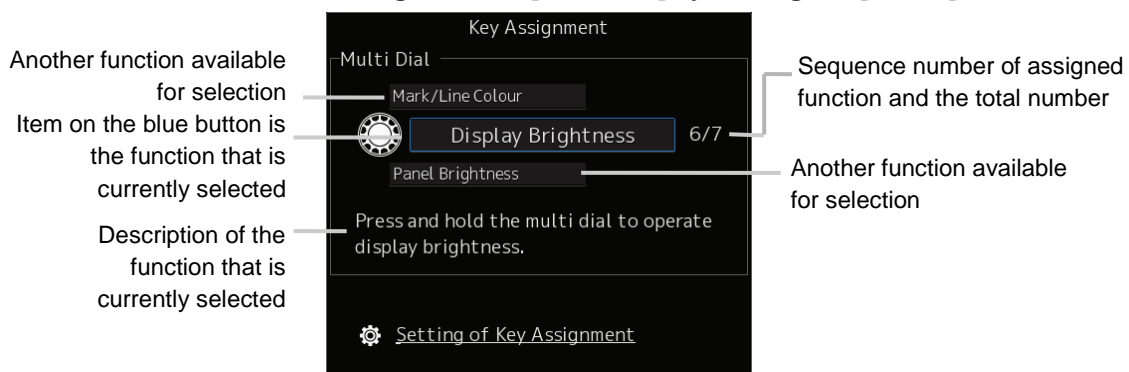 Key Assignment
Multi Dial
Another function available
for selection
Mark/Line Colour
Sequence number of assigned
function and the total number
Item on the blue button is
the function that is
currently selected
Display Brightness
6/7
Panel Brightness
Another function available
for selection
Description of the
function that is
currently selected
Press and hold the multi dial to operate
display brightness.
Setting of Key Assignment